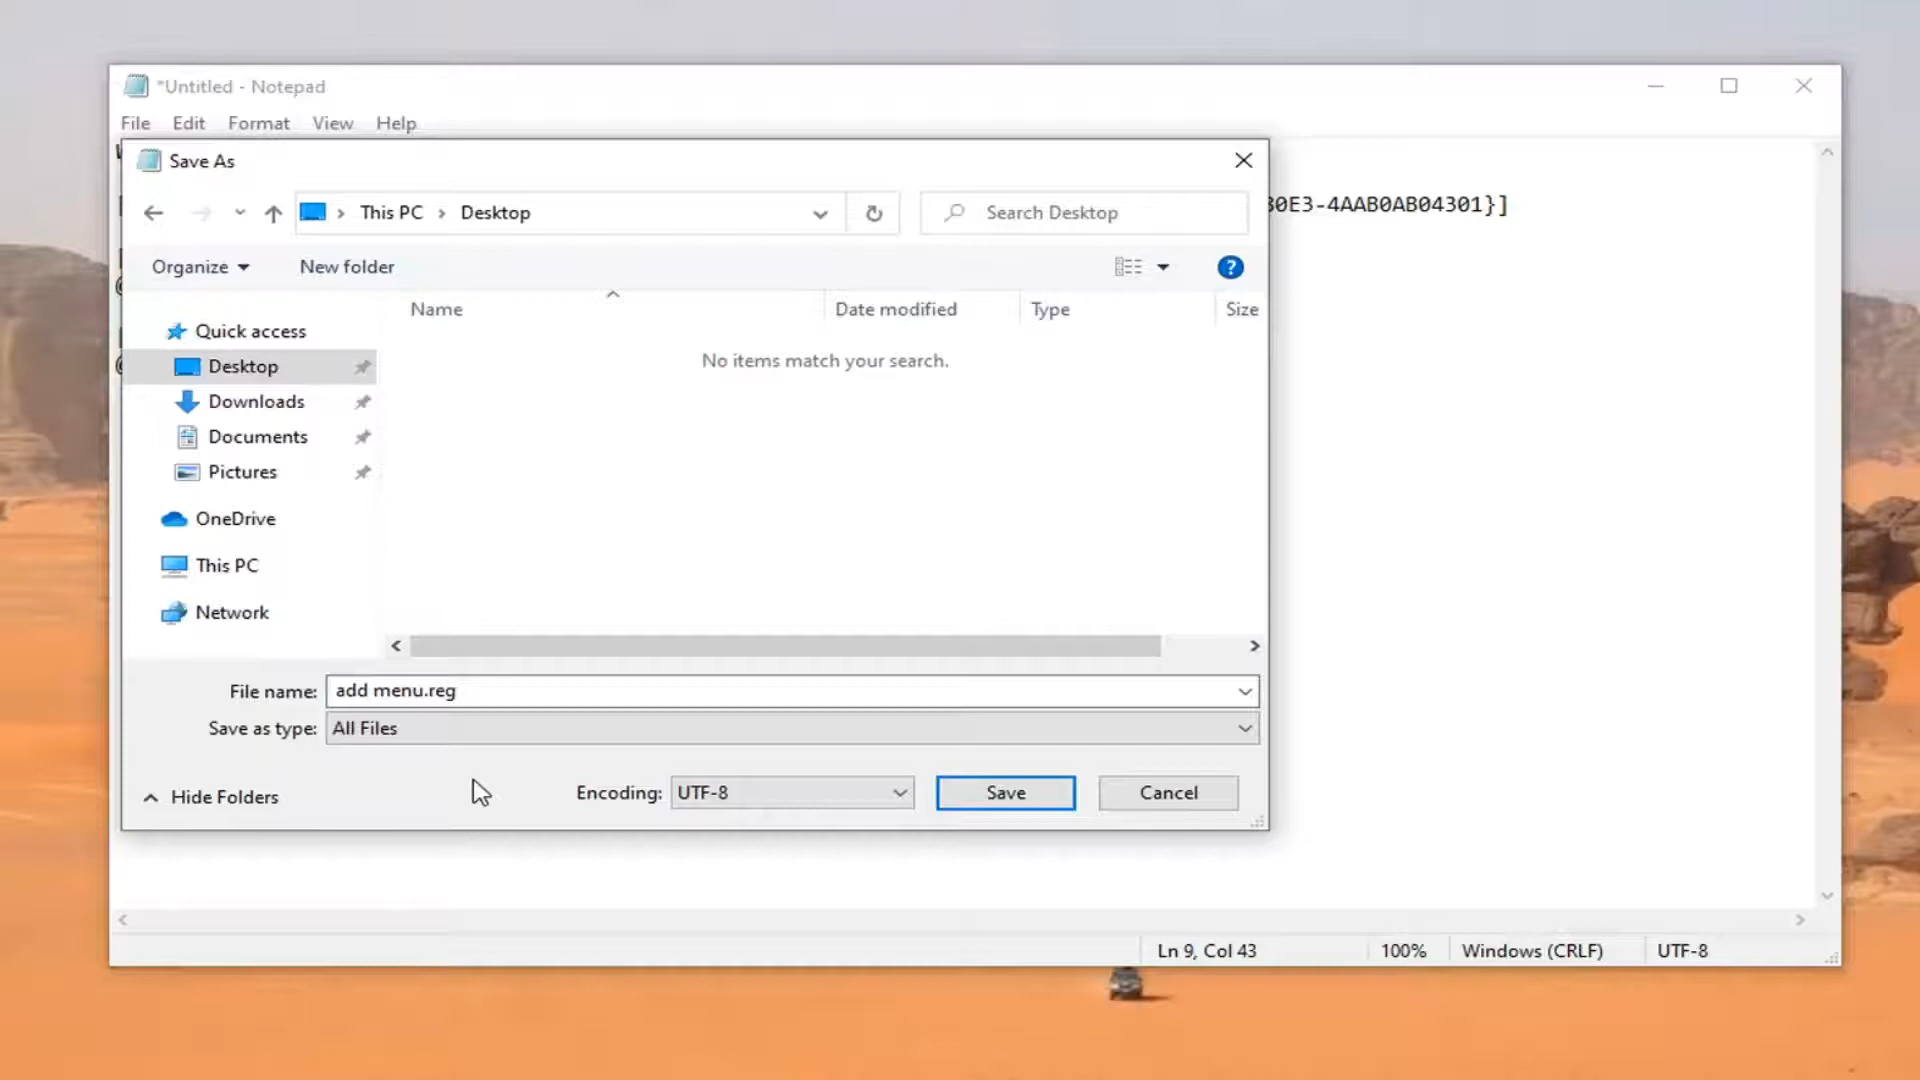 *Untitled - Notepad
File Edit Format View Help
Save As
This PC > Desktop
Search Desktop
30E3-4AAB0AB04301}]
Organize
New folder
?
Name
Date modified
Type
Size
No items match your search.
Quick access
Desktop
Downloads
Documents
Pictures
OneDrive
This PC
Network
File name: add menu.reg
Save as type: All Files
Hide Folders
Encoding: UTF-8
Save
Cancel
Ln 9, Col 43
100%
Windows (CRLF)
UTF-8